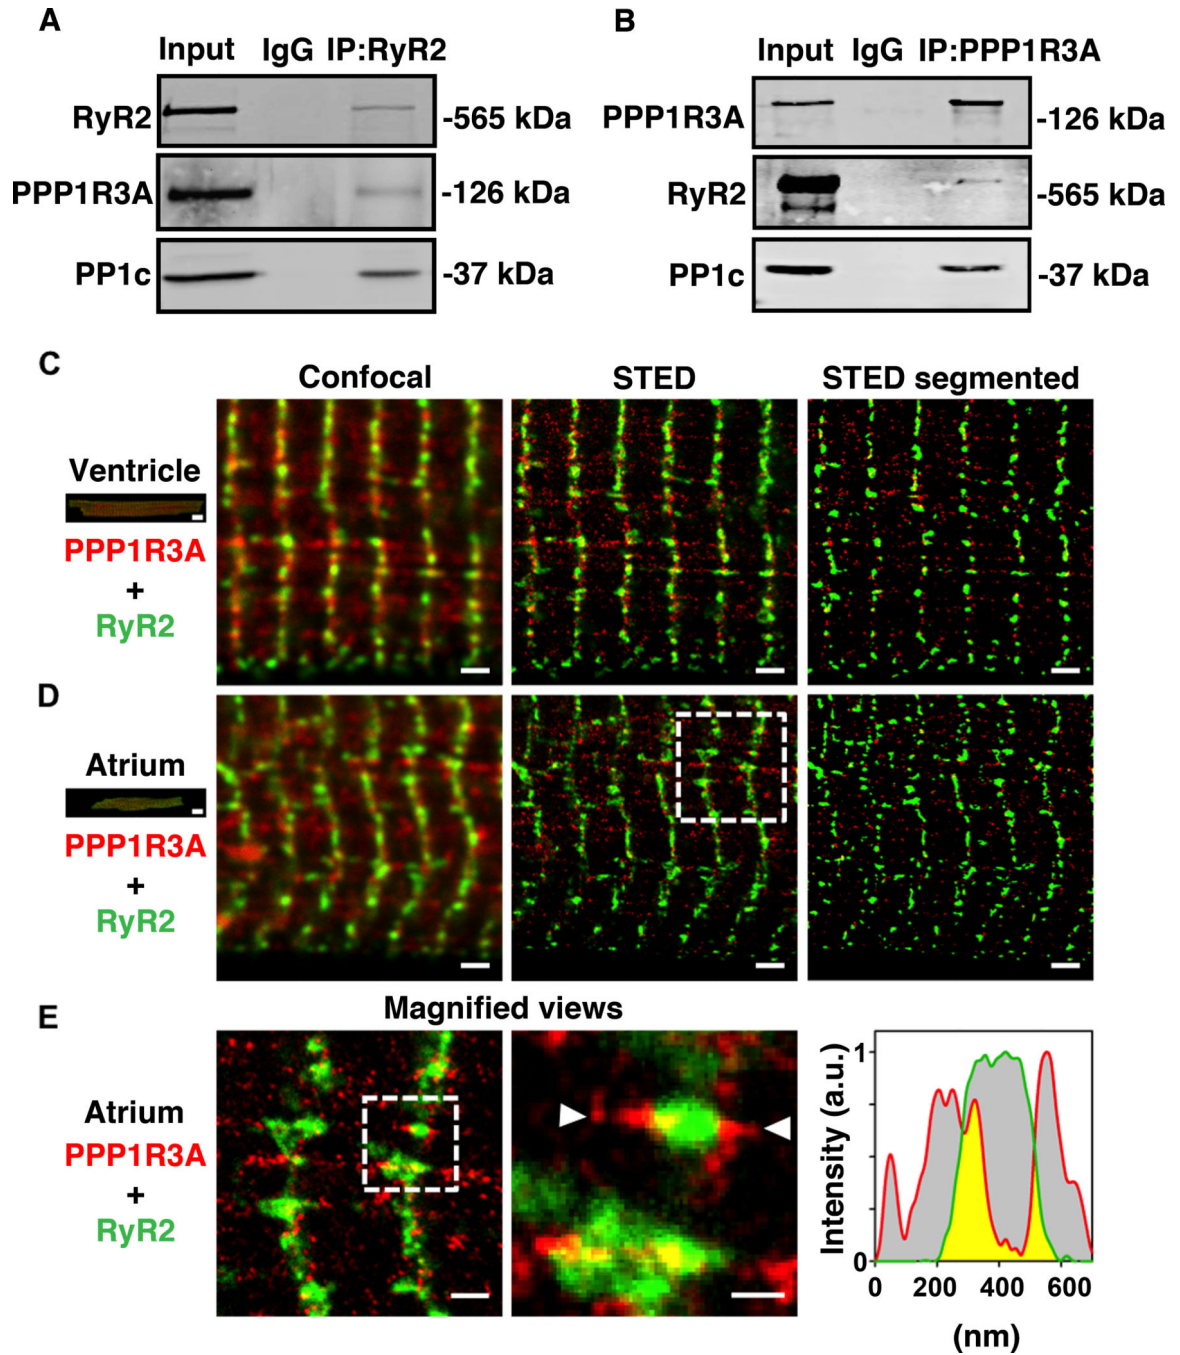 A
Input IgG IP:RyR2
RyR2 -565 kDa
PPP1R3A -126 kDa
PP1c -37 kDa
B
Input IgG IP:PPP1R3A
PPP1R3A -126 kDa
RyR2 -565 kDa
PP1c -37 kDa
C
Confocal STED STED segmented
Ventricle
PPP1R3A
+
RyR2
D
Atrium
PPP1R3A
+
RyR2
Magnified views
E
Atrium
PPP1R3A
+
RyR2
Intensity (a.u.)
1
0
0 200 400 600
(nm)